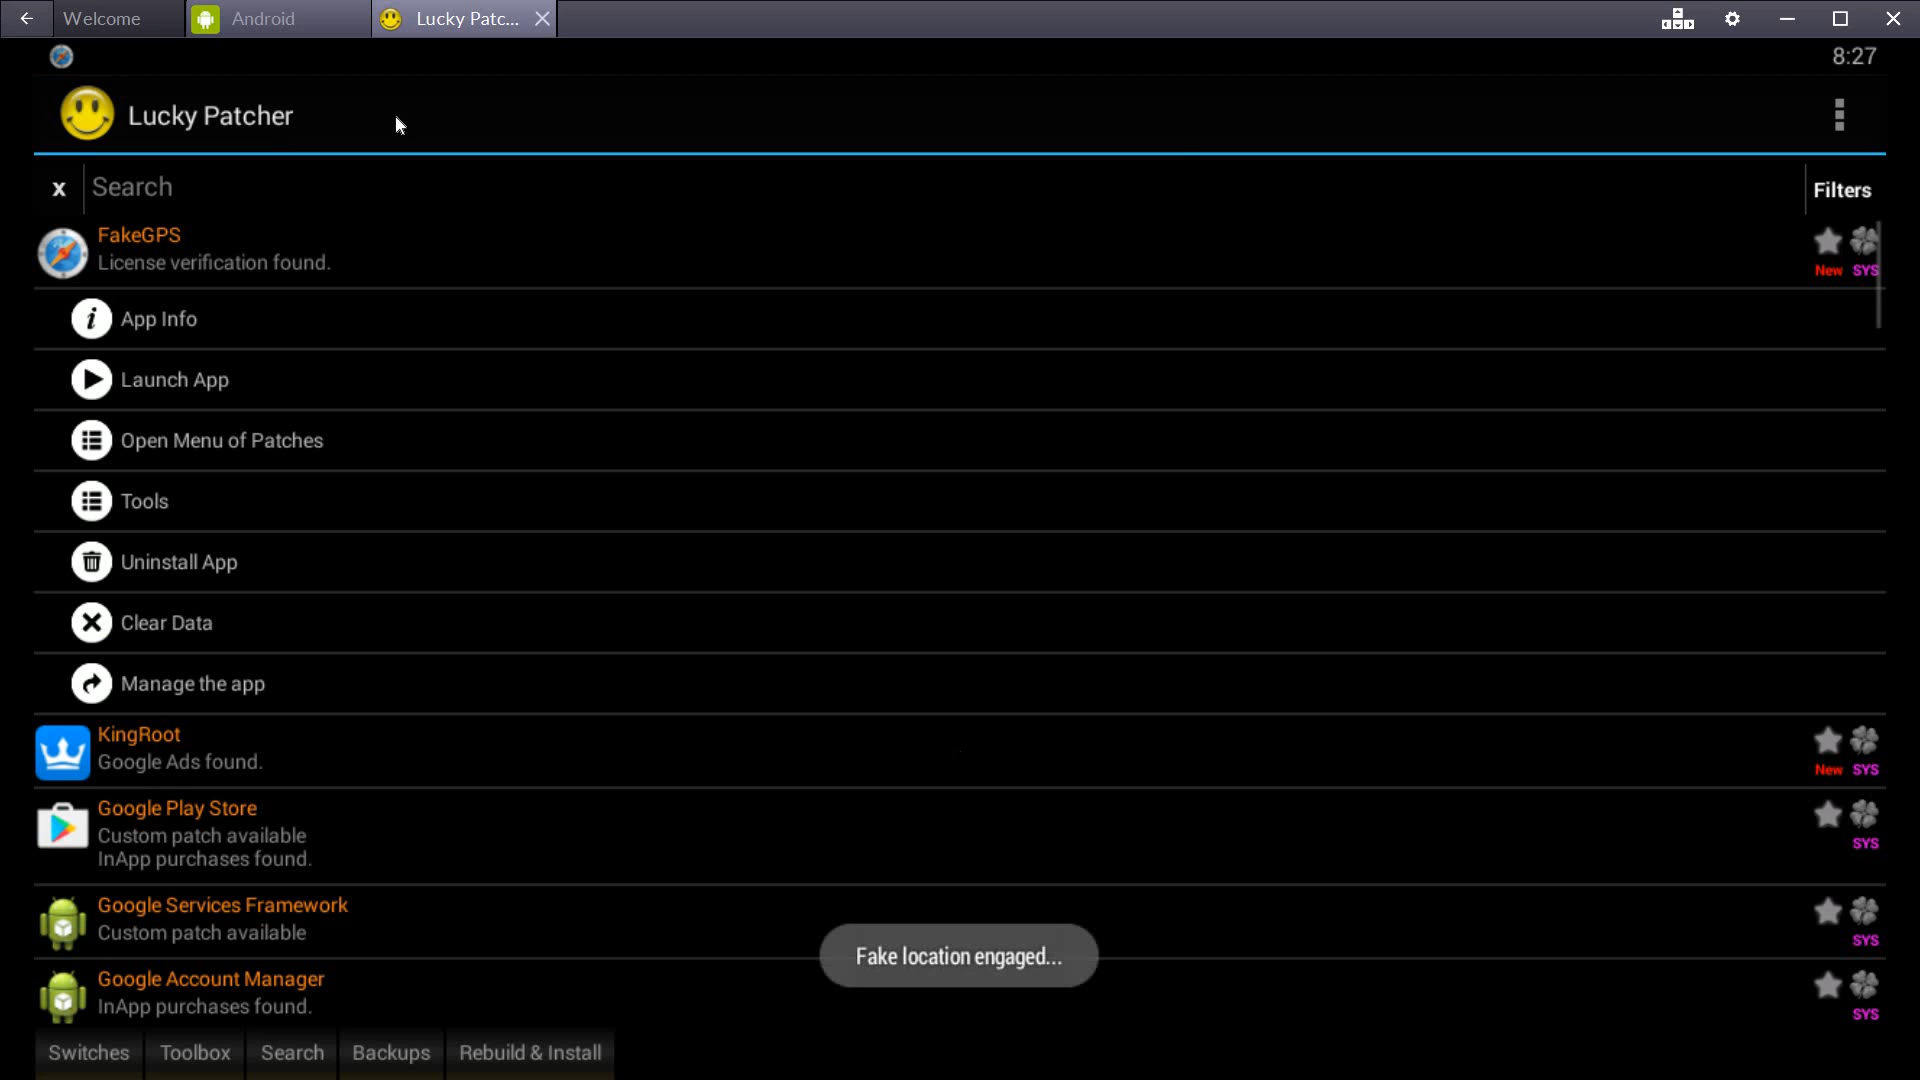 Welcome
Android
Lucky Patc...
8:27
Lucky Patcher
x
Search
Filters
FakeGPS
License verification found.
New SYS
App Info
Launch App
Open Menu of Patches
Tools
Uninstall App
Clear Data
Manage the app
KingRoot
Google Ads found.
New SYS
Google Play Store
Custom patch available
InApp purchases found.
SYS
Google Services Framework
Custom patch available
SYS
Fake location engaged...
Google Account Manager
InApp purchases found.
SYS
Switches
Toolbox
Search
Backups
Rebuild & Install